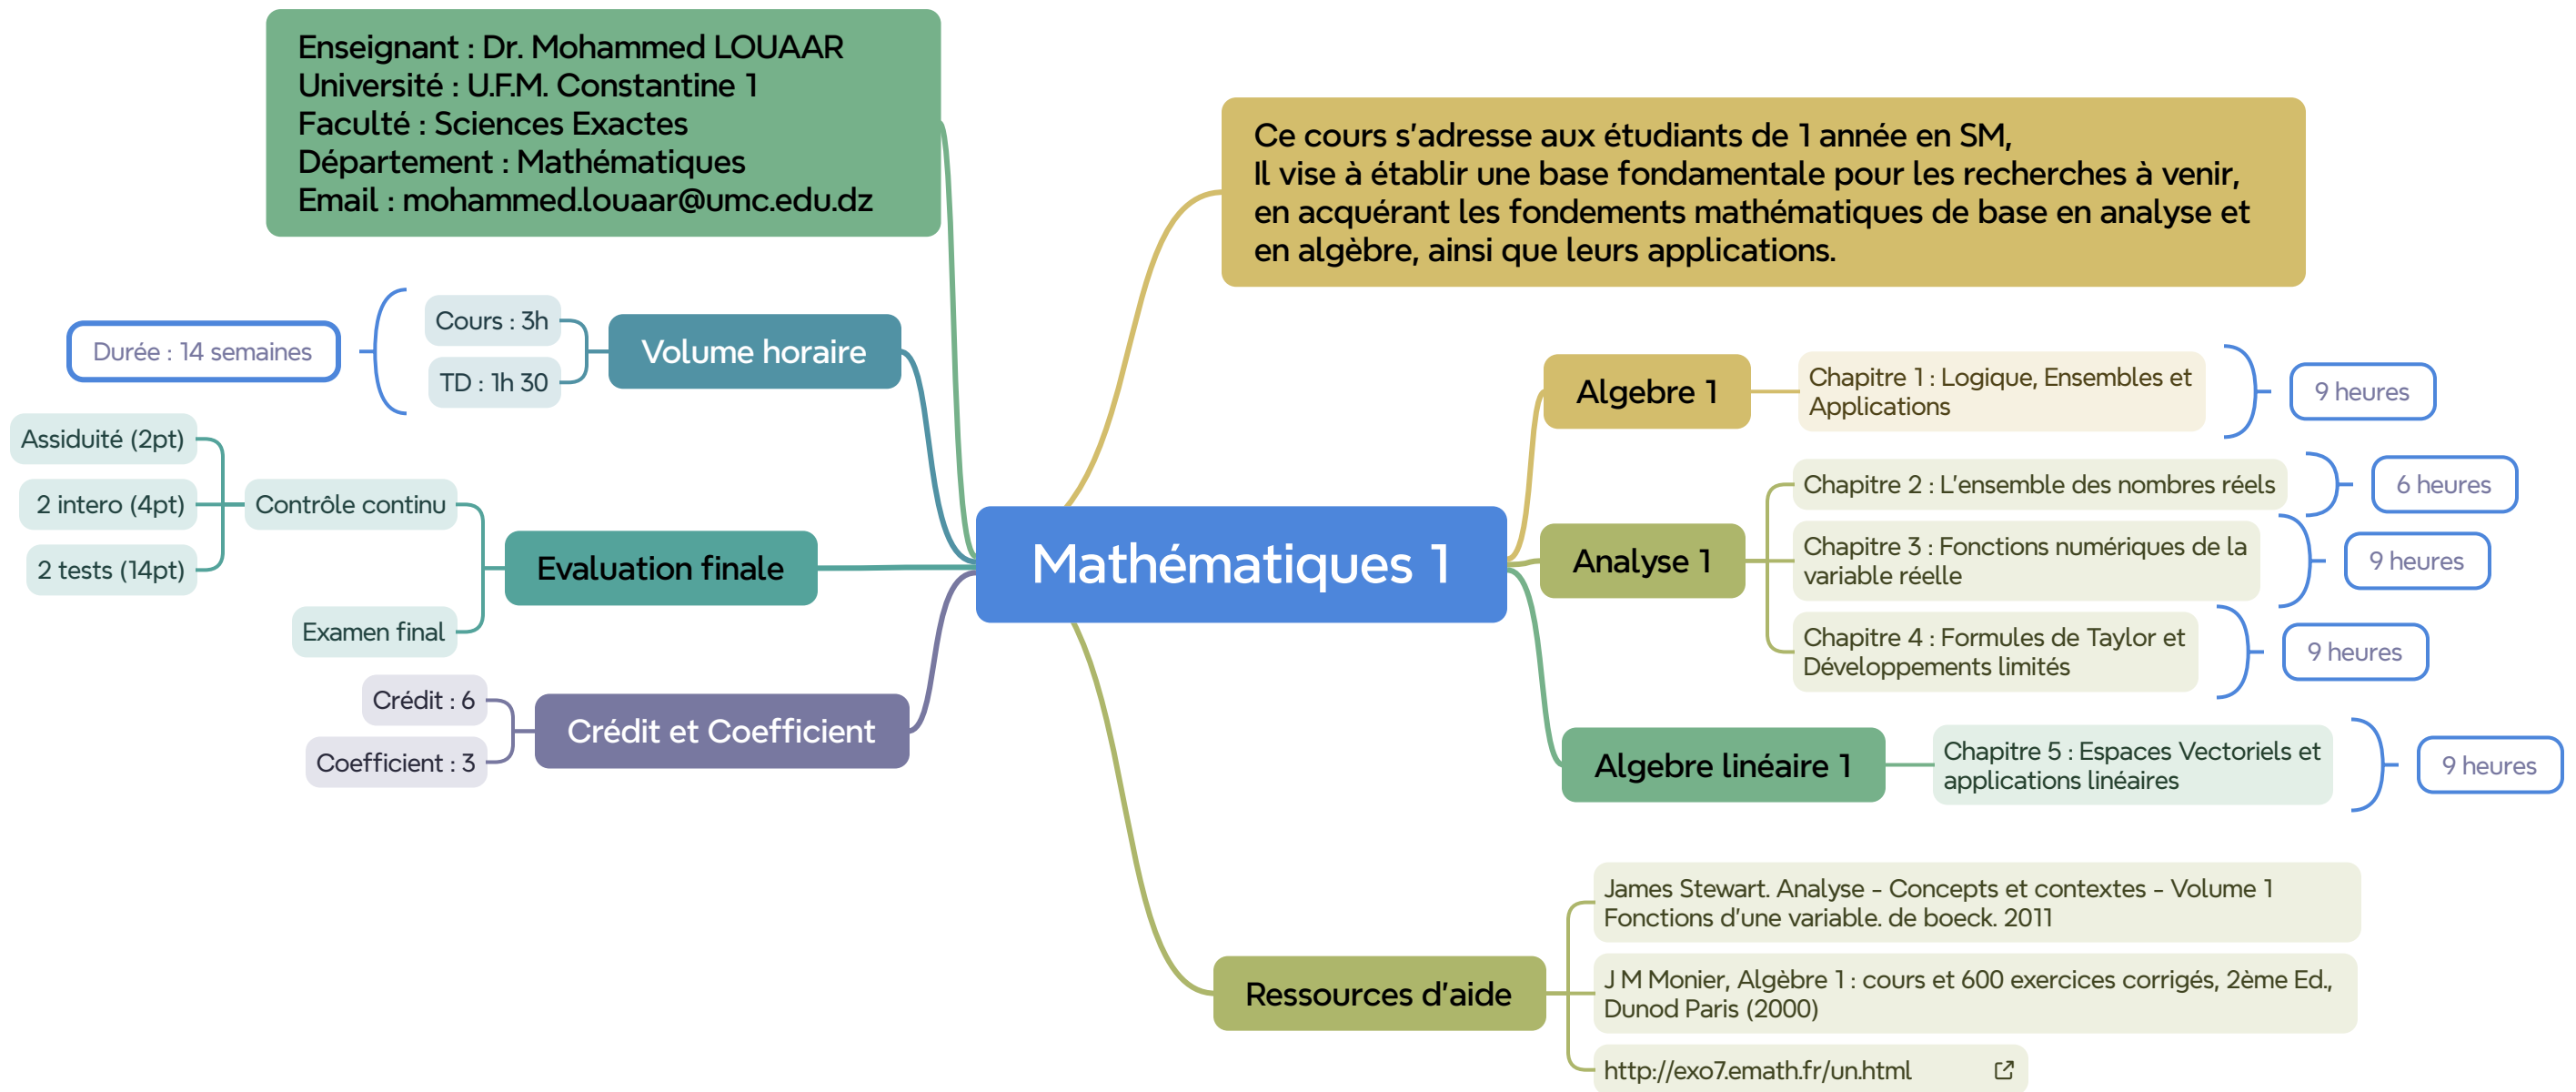 Enseignant : Dr. Mohammed LOUAAR
Université : U.F.M. Constantine 1
Faculté : Sciences Exactes
Département : Mathématiques
Email : mohammed.louaar@umc.edu.dz
Ce cours s'adresse aux étudiants de 1 année en SM,
Il vise à établir une base fondamentale pour les recherches à venir,
en acquérant les fondements mathématiques de base en analyse et
en algèbre, ainsi que leurs applications.
Durée : 14 semaines
Cours : 3h
TD : 1h 30
Volume horaire
Assiduité (2pt)
2 intero (4pt)
2 tests (14pt)
Contrôle continu
Examen final
Evaluation finale
Crédit : 6
Coefficient : 3
Crédit et Coefficient
Mathématiques 1
Algebre 1
Chapitre 1 : Logique, Ensembles et
Applications
9 heures
Analyse 1
Chapitre 2 : L'ensemble des nombres réels
6 heures
Chapitre 3 : Fonctions numériques de la
variable réelle
9 heures
Chapitre 4 : Formules de Taylor et
Développements limités
9 heures
Algebre linéaire 1
Chapitre 5 : Espaces Vectoriels et
applications linéaires
9 heures
Ressources d'aide
James Stewart. Analyse - Concepts et contextes - Volume 1
Fonctions d'une variable. de boeck. 2011
J M Monier, Algèbre 1 : cours et 600 exercices corrigés, 2ème Ed.,
Dunod Paris (2000)
http://exo7.emath.fr/un.html